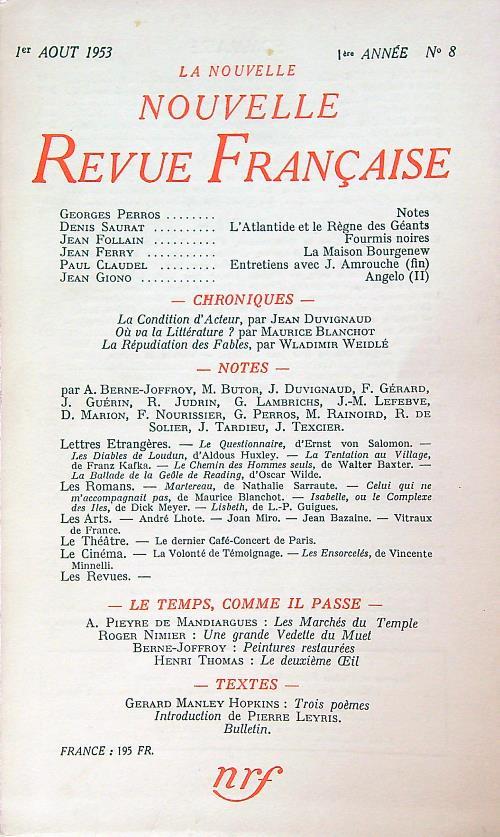 1er AOUT 1953 1ère ANNÉE No 8
LA NOUVELLE
NOUVELLE
REVUE FRANÇAISE
GEORGES PERROS ........ Notes
DENIS SAURAT .......... L'Atlantide et le Règne des Géants
JEAN FOLLAIN .......... Fourmis noires
JEAN FERRY ........... La Maison Bourgenew
PAUL CLAUDEL ......... Entretiens avec J. Amrouche (fin)
JEAN GIONO ............ Angelo (II)
— CHRONIQUES —
La Condition d'Acteur, par JEAN DUVIGNAUD
Où va la Littérature ? par MAURICE BLANCHOT
La Répudiation des Fables, par WLADIMIR WEIDLÉ
— NOTES —
par A. BERNE-JOFFROY, M. BUTOR, J. DUVIGNAUD, F. GÉRARD,
J. GUÉRIN, R. JUDRIN, G. LAMBRICHS, J.-M. LEFEBVE,
D. MARION, F. NOURISSIER, G. PERROS, M. RAINOIRD, R. DE
SOLIER, J. TARDIEU, J. TEXCIER.
Lettres Etrangères. — Le Questionnaire, d'Ernst von Salomon. —
Les Diables de Loudun, d'Aldous Huxley. — La Tentation au Village,
de Franz Kafka. — Le Chemin des Hommes seuls, de Walter Baxter. —
La Ballade de la Geôle de Reading, d'Oscar Wilde.
Les Romans. — Martereau, de Nathalie Sarraute. — Celui qui ne
m'accompagnait pas, de Maurice Blanchot. — Isabelle, ou le Complexe
des Iles, de Dick Meyer. — Lisbeth, de L.-P. Guigues.
Les Arts. — André Lhote. — Joan Miro. — Jean Bazaine. — Vitraux
de France.
Le Théâtre. — Le dernier Café-Concert de Paris.
Le Cinéma. — La Volonté de Témoignage. — Les Ensorcelés, de Vincente
Minnelli.
Les Revues. —
— LE TEMPS, COMME IL PASSE —
A. PIEYRE DE MANDIARGUES : Les Marchés du Temple
ROGER NIMIER : Une grande Vedette du Muet
BERNE-JOFFROY : Peintures restaurées
HENRI THOMAS : Le deuxième Œil
— TEXTES —
GERARD MANLEY HOPKINS : Trois poèmes
Introduction de PIERRE LEYRIS.
Bulletin.
FRANCE : 195 FR.
nrf